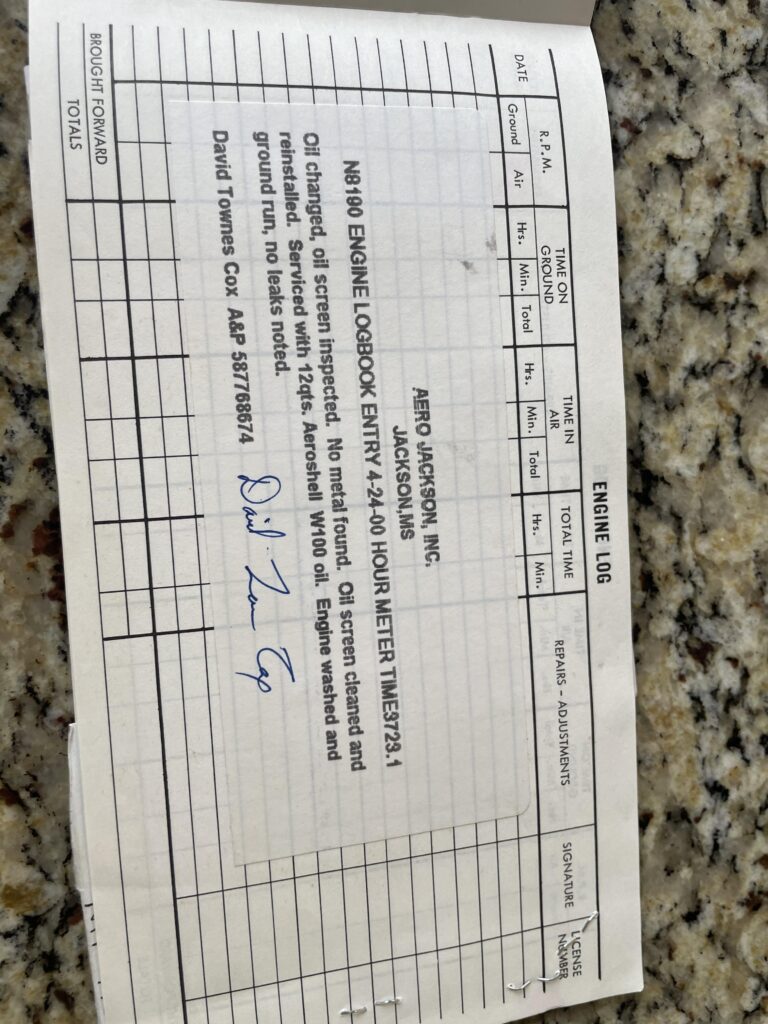 ENGINE LOG
DATE R.P.M. TIME ON GROUND TIME IN AIR TOTAL TIME REPAIRS - ADJUSTMENTS SIGNATURE LICENSE NUMBER
Ground Air Hrs. Min. Total Hrs. Min. Total Hrs. Min.
AERO JACKSON, INC.
JACKSON,MS
N8190 ENGINE LOGBOOK ENTRY 4-24-00 HOUR METER TIME3723.1
Oil changed, oil screen inspected. No metal found. Oil screen cleaned and
reinstalled. Serviced with 12qts. Aeroshell W100 oil. Engine washed and
ground run, no leaks noted.
David Townes Cox A&P 587768674
BROUGHT FORWARD
TOTALS